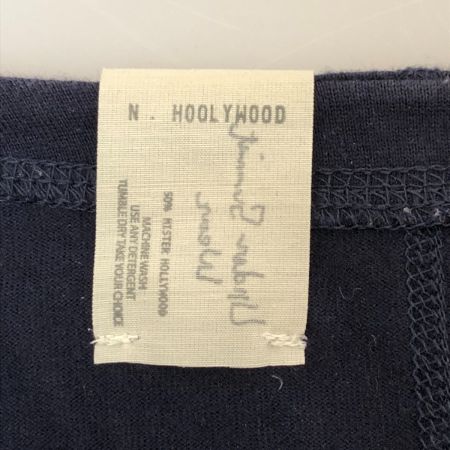 N. HOOLYWOOD
50% MISTER HOLLYWOOD
MACHINE WASH
USE ANY DETERGENT
TUMBLE DRY TAKE YOUR CHOICE